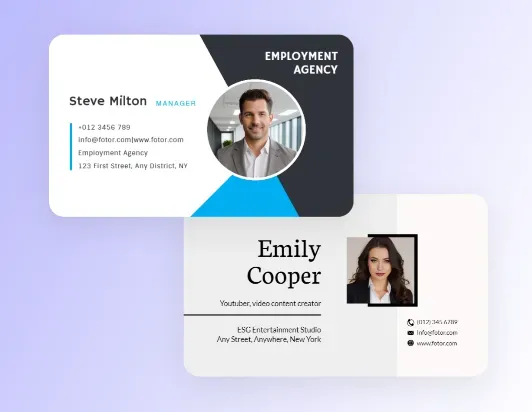 EMPLOYMENT
AGENCY
Steve Milton MANAGER
+012 3456 789
info@fotor.com|www.fotor.com
Employment Agency
123 First Street, Any District, NY
Emily
Cooper
Youtuber, video content creator
ESG Entertainment Studio
Any Street, Anywhere, New York
(012) 345 6789
info@fotor.com
www.fotor.com